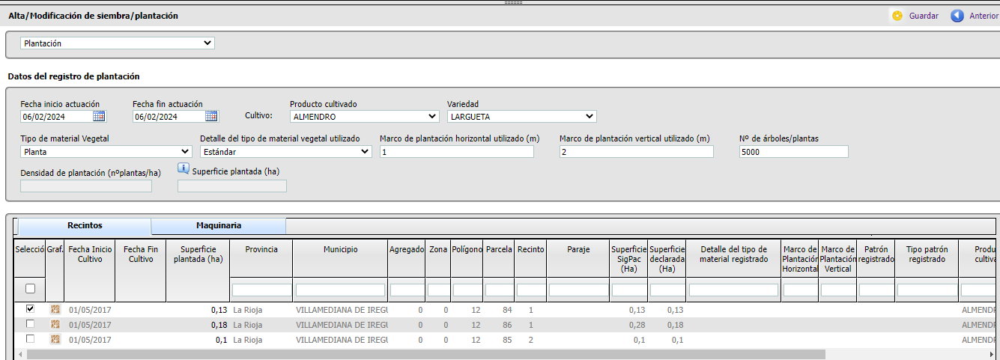 Alta/Modificación de siembra/plantación Guardar Anterior
Plantación
Datos del registro de plantación
Fecha inicio actuación Fecha fin actuación Producto cultivado Variedad
06/02/2024 06/02/2024 Cultivo: ALMENDRO LARGUETA
Tipo de material Vegetal Detalle del tipo de material vegetal utilizado Marco de plantación horizontal utilizado (m) Marco de plantación vertical utilizado (m) Nº de árboles/plantas
Planta Estándar 1 2 5000
Densidad de plantación (nºplantas/ha) Superficie plantada (ha)
Recintos Maquinaria
Selecció Graf. Fecha Inicio Cultivo Fecha Fin Cultivo Superficie plantada (ha) Provincia Municipio Agregado Zona Polígono Parcela Recinto Paraje Superficie SigPac (Ha) Superficie declarada (Ha) Detalle del tipo de material registrado Marco de Plantación Horizontal Marco de Plantación Vertical Patrón registrado Tipo patrón registrado Produ cultiva
01/05/2017 0,13 La Rioja VILLAMEDIANA DE IREGU 0 0 12 84 1 0,13 0,13 ALMENDR
01/05/2017 0,18 La Rioja VILLAMEDIANA DE IREGU 0 0 12 86 1 0,28 0,18 ALMENDR
01/05/2017 0,1 La Rioja VILLAMEDIANA DE IREGU 0 0 12 85 2 0,1 0,1 ALMENDR